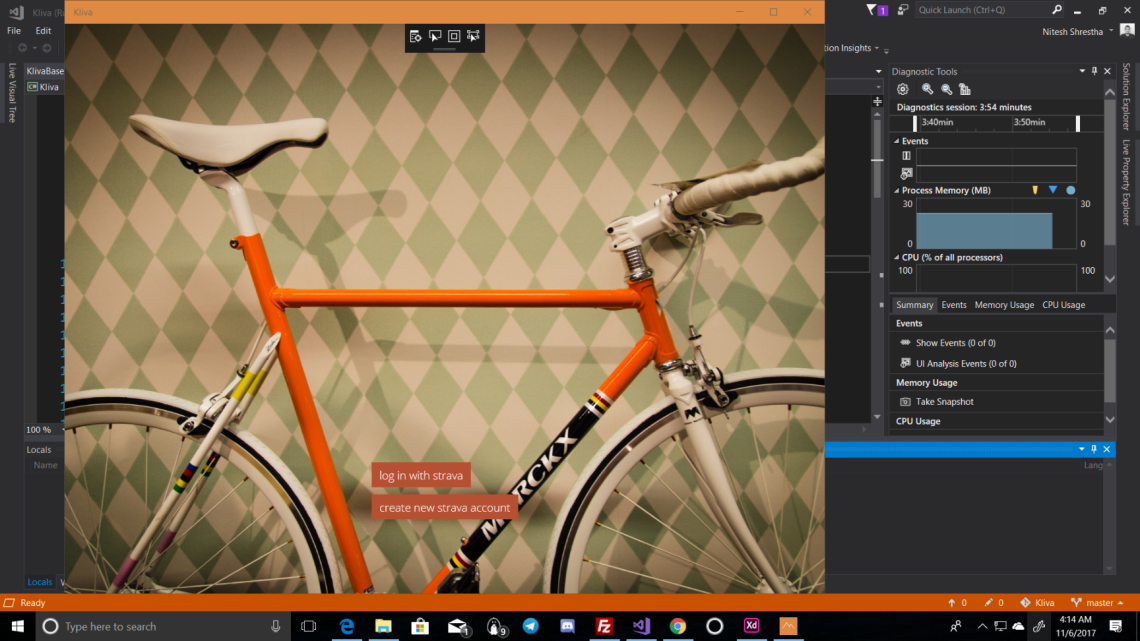 Kliva (Ra
Kliva
1
Quick Launch (Ctrl+Q)
File
Edit
Nitesh Shrestha
tion Insights
Live Visual Tree
KlivaBase
Kliva
Diagnostic Tools
Solution Explorer
Live Property Explorer
Diagnostics session: 3:54 minutes
3:40min
3:50min
Events
Process Memory (MB)
30
30
0
0
CPU (% of all processors)
100
100
Summary
Events
Memory Usage
CPU Usage
Events
Show Events (0 of 0)
UI Analysis Events (0 of 0)
Memory Usage
Take Snapshot
CPU Usage
100 %
Locals
Name
Lang
log in with strava
create new strava account
MERCKX
Locals
Ready
0
0
Kliva
master
Type here to search
1
9
Fz
Xd
4:14 AM
11/6/2017